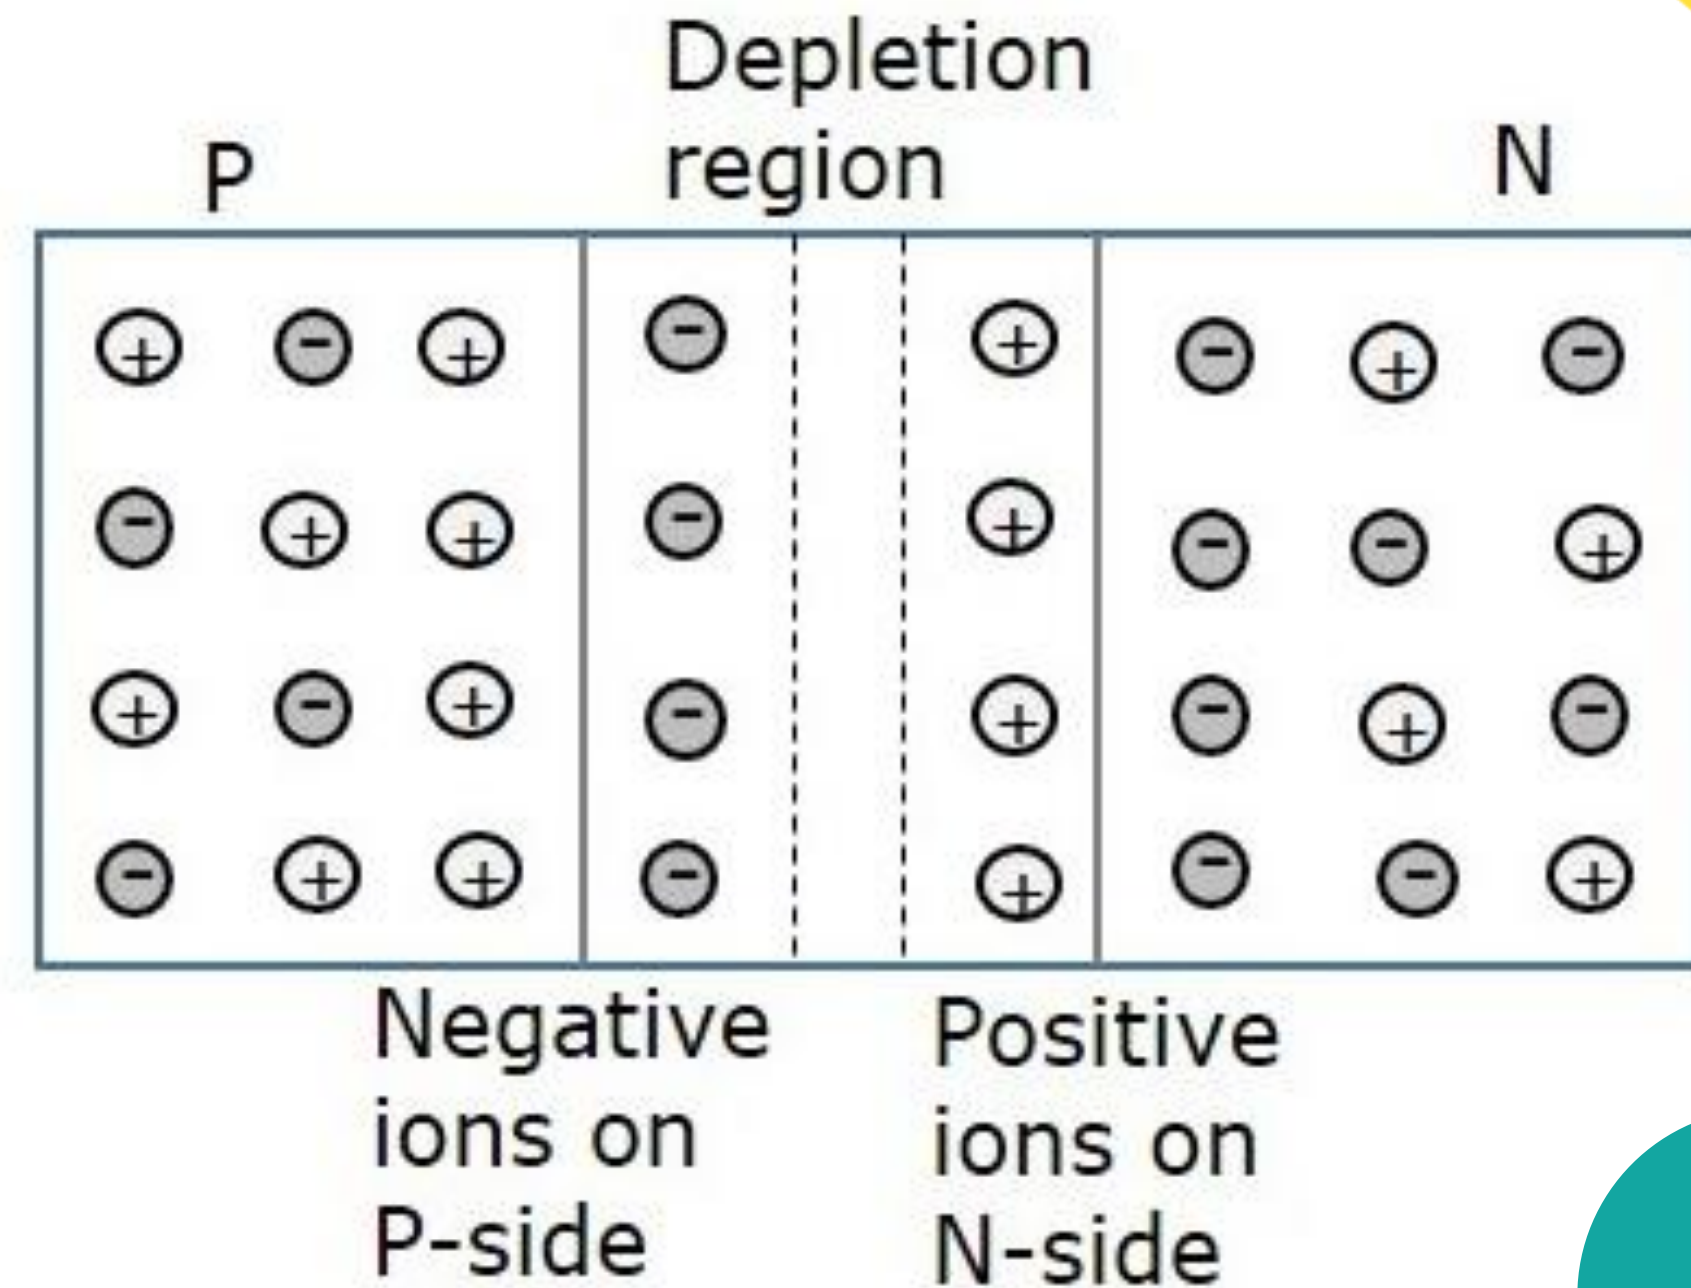 Depletion
region
P
N
+ - + - + - + -
- + + - + - - +
+ - + - + - + -
- + + - + - - +
Negative
ions on
P-side
Positive
ions on
N-side